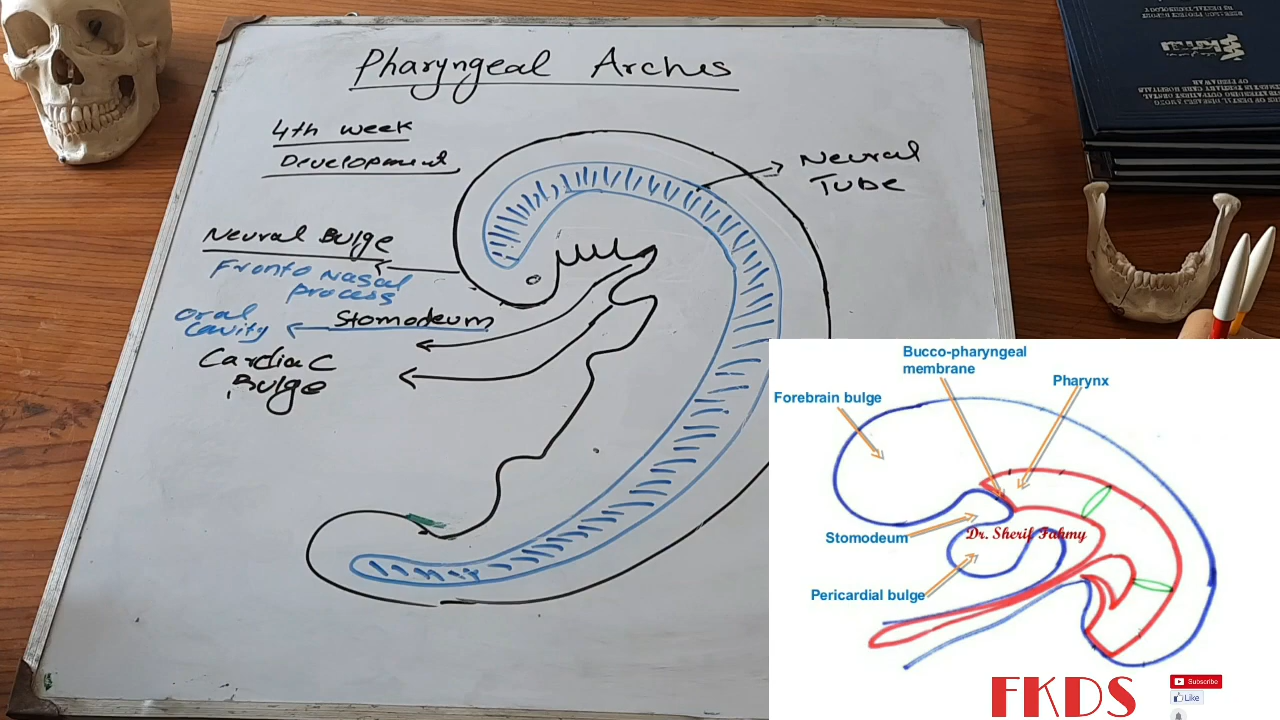 Pharyngeal Arches
4th week
Development
Neural
Tube
Neural Bulge
Fronto Nasal
process
Oral
Cavity
Stomodeum
Cardiac
Bulge
Bucco-pharyngeal
membrane
Pharynx
Forebrain bulge
Stomodeum
Dr. Sherif Fahmy
Pericardial bulge
FKDS
Subscribe
Like